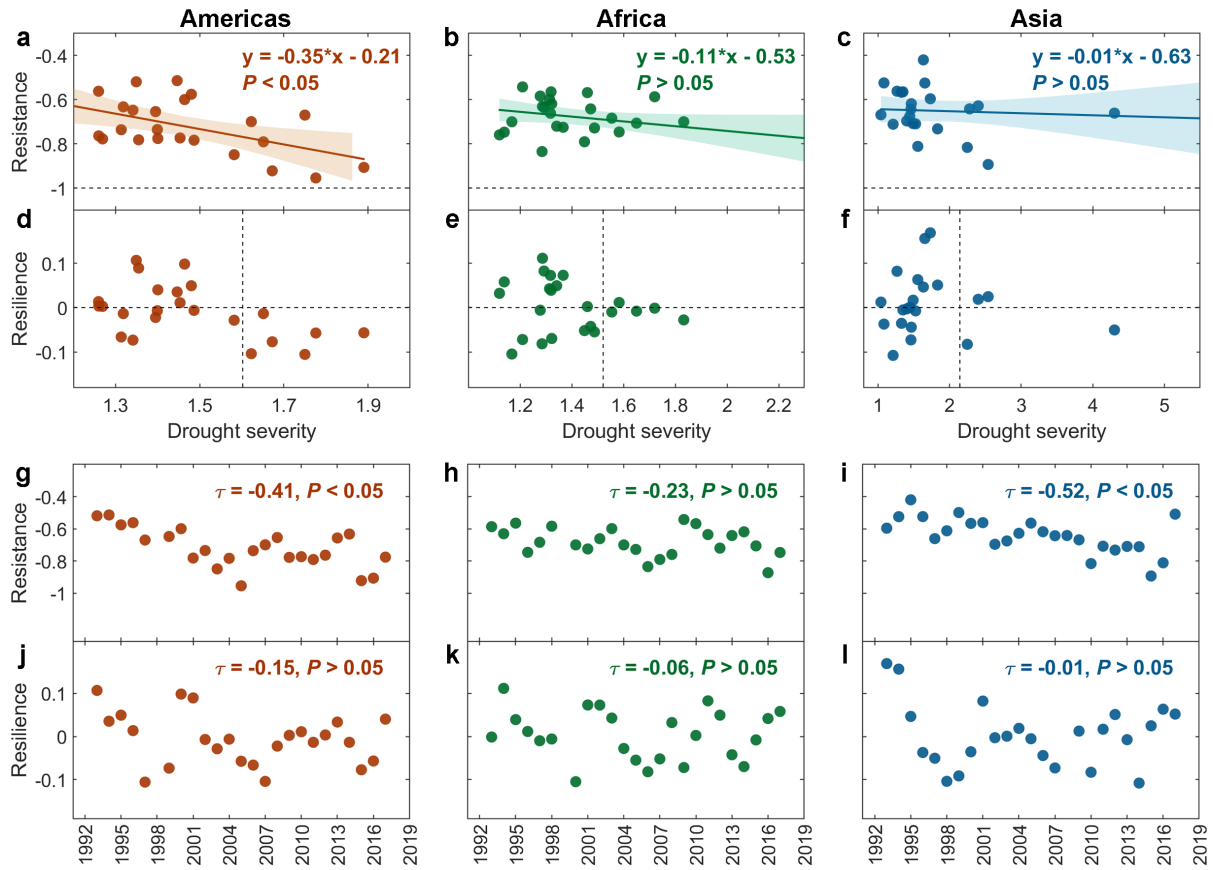 Americas
Africa
Asia
a
b
c
y = -0.35*x - 0.21
P < 0.05
y = -0.11*x - 0.53
P > 0.05
y = -0.01*x - 0.63
P > 0.05
Resistance
-0.4
-0.6
-0.8
-1
d
e
f
Resilience
0.1
0
-0.1
1.3 1.5 1.7 1.9
1.2 1.4 1.6 1.8 2 2.2
1 2 3 4 5
Drought severity
Drought severity
Drought severity
g
h
i
τ = -0.41, P < 0.05
τ = -0.23, P > 0.05
τ = -0.52, P < 0.05
Resistance
-0.4
-0.6
-0.8
-1
j
k
l
τ = -0.15, P > 0.05
τ = -0.06, P > 0.05
τ = -0.01, P > 0.05
Resilience
0.1
0
-0.1
1992 1995 1998 2001 2004 2007 2010 2013 2016 2019
1992 1995 1998 2001 2004 2007 2010 2013 2016 2019
1992 1995 1998 2001 2004 2007 2010 2013 2016 2019